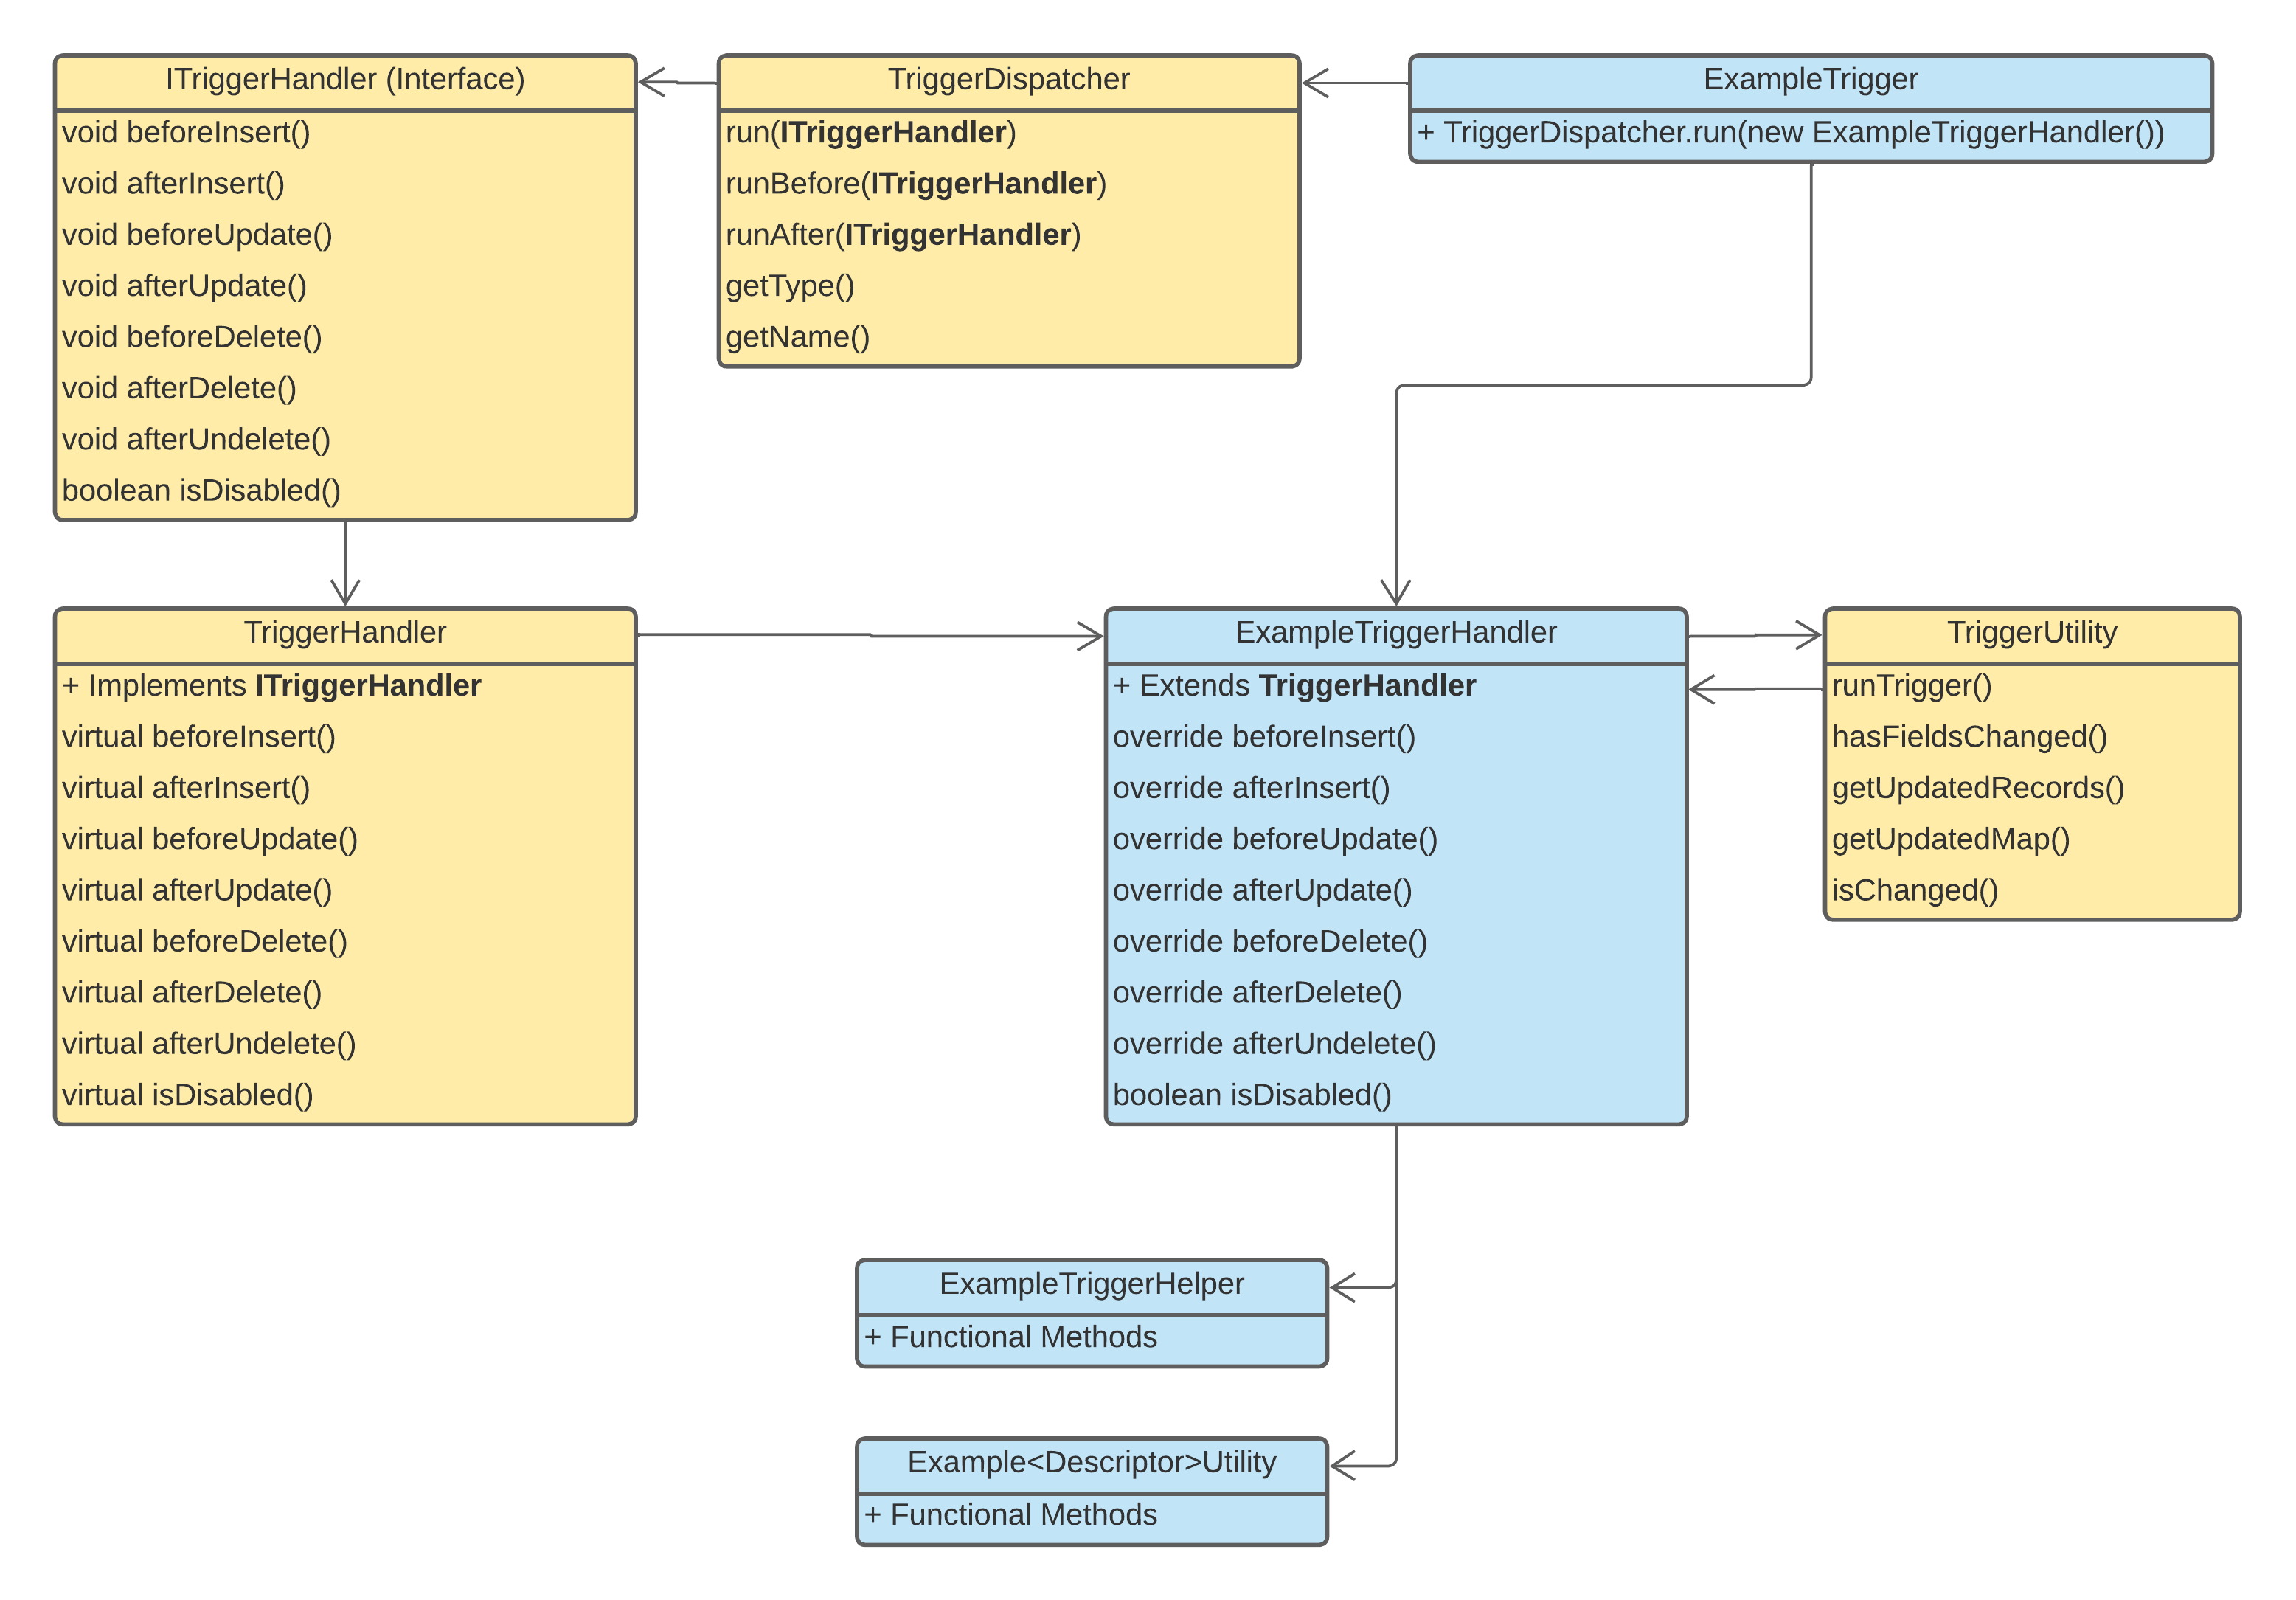 ITriggerHandler (Interface)
void beforeInsert()
void afterInsert()
void beforeUpdate()
void afterUpdate()
void beforeDelete()
void afterDelete()
void afterUndelete()
boolean isDisabled()
TriggerDispatcher
run(ITriggerHandler)
runBefore(ITriggerHandler)
runAfter(ITriggerHandler)
getType()
getName()
ExampleTrigger
+ TriggerDispatcher.run(new ExampleTriggerHandler())
TriggerHandler
+ Implements ITriggerHandler
virtual beforeInsert()
virtual afterInsert()
virtual beforeUpdate()
virtual afterUpdate()
virtual beforeDelete()
virtual afterDelete()
virtual afterUndelete()
virtual isDisabled()
ExampleTriggerHandler
+ Extends TriggerHandler
override beforeInsert()
override afterInsert()
override beforeUpdate()
override afterUpdate()
override beforeDelete()
override afterDelete()
override afterUndelete()
boolean isDisabled()
TriggerUtility
runTrigger()
hasFieldsChanged()
getUpdatedRecords()
getUpdatedMap()
isChanged()
ExampleTriggerHelper
+ Functional Methods
Example<Descriptor>Utility
+ Functional Methods